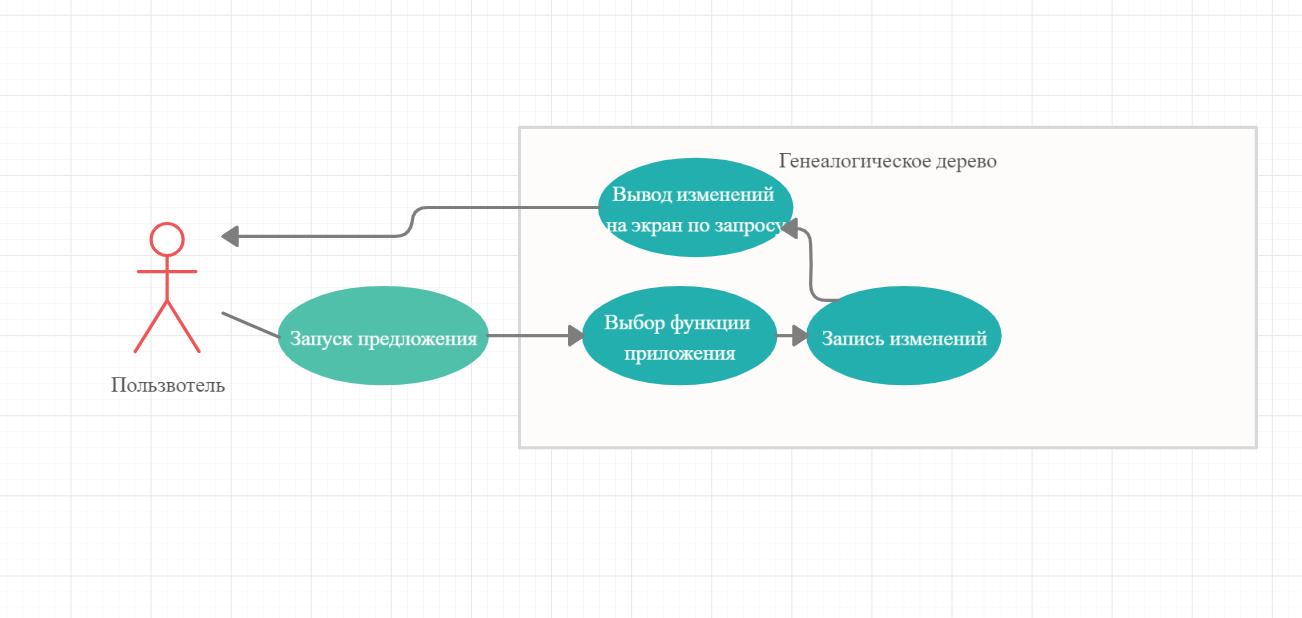 Генеалогическое дерево
Вывод изменений
на экран по запросу
Запуск предложения
Выбор функции
приложения
Запись изменений
Пользвотель